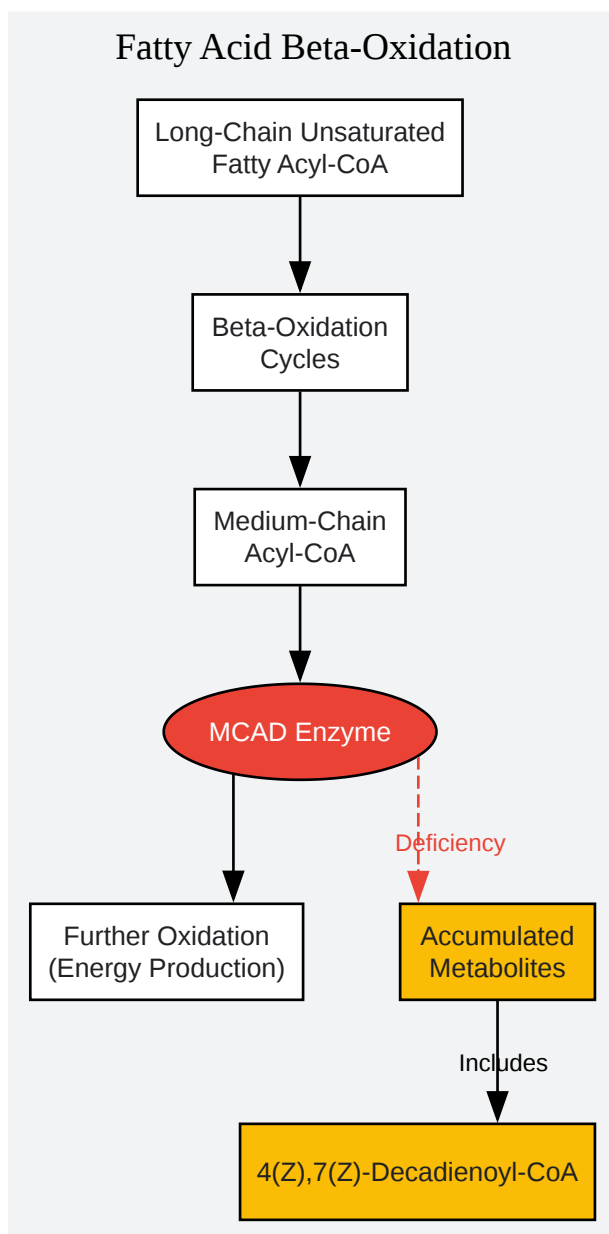 Fatty Acid Beta-Oxidation
Long-Chain Unsaturated
Fatty Acyl-CoA
Beta-Oxidation
Cycles
Medium-Chain
Acyl-CoA
MCAD Enzyme
Deficiency
Further Oxidation
(Energy Production)
Accumulated
Metabolites
Includes
4(Z),7(Z)-Decadienoyl-CoA